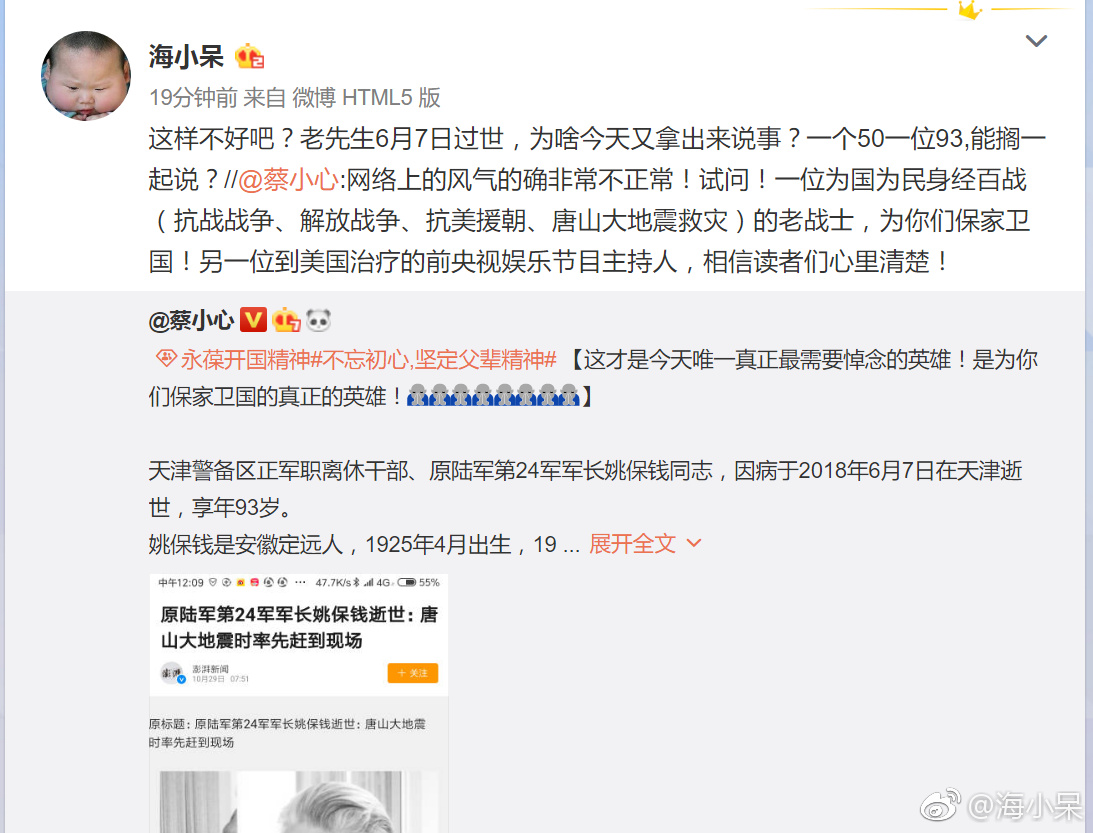 海小呆
19分钟前 来自 微博 HTML5 版
这样不好吧？老先生6月7日过世，为啥今天又拿出来说事？一个50一位93,能搁一
起说？//@蔡小心:网络上的风气的确非常不正常！试问！一位为国为民身经百战
（抗战战争、解放战争、抗美援朝、唐山大地震救灾）的老战士，为你们保家卫
国！另一位到美国治疗的前央视娱乐节目主持人，相信读者们心里清楚！
@蔡小心
永葆开国精神#不忘初心,坚定父辈精神# 【这才是今天唯一真正最需要悼念的英雄！是为你
们保家卫国的真正的英雄！】
天津警备区正军职离休干部、原陆军第24军军长姚保钱同志，因病于2018年6月7日在天津逝
世，享年93岁。
姚保钱是安徽定远人，1925年4月出生，19 ... 展开全文
中午12:09 ··· 47.7K/s 4G 55%
原陆军第24军军长姚保钱逝世：唐
山大地震时率先赶到现场
澎湃新闻
10月29日 07:51
+ 关注
原标题：原陆军第24军军长姚保钱逝世：唐山大地震
时率先赶到现场
@海小呆